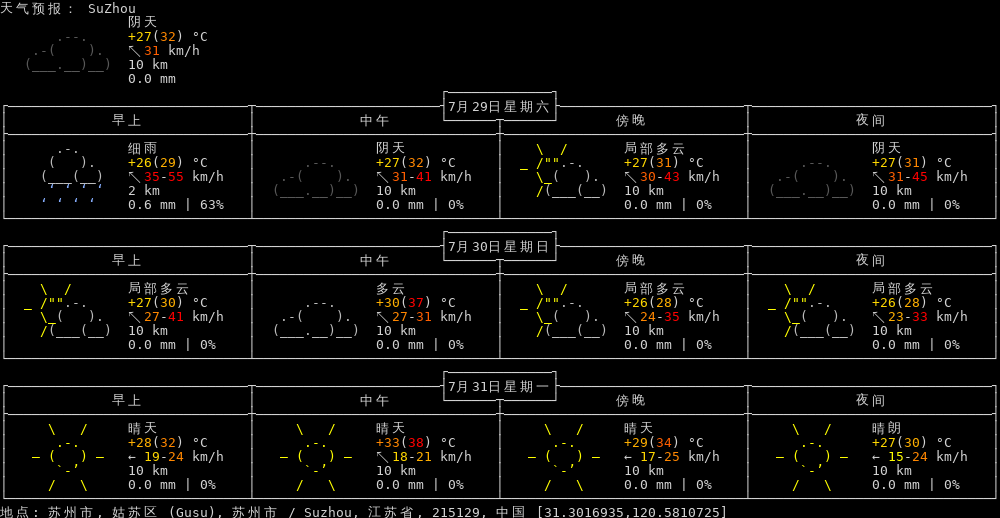 天气预报： SuZhou
阴天
+27(32) °C
↖ 31 km/h
10 km
0.0 mm
7月29日星期六
早上 中午 傍晚 夜间
细雨 阴天 局部多云 阴天
+26(29) °C +27(32) °C +27(31) °C +27(31) °C
↖ 35-55 km/h ↖ 31-41 km/h ↖ 30-43 km/h ↖ 31-45 km/h
2 km 10 km 10 km 10 km
0.6 mm | 63% 0.0 mm | 0% 0.0 mm | 0% 0.0 mm | 0%
7月30日星期日
早上 中午 傍晚 夜间
局部多云 多云 局部多云 局部多云
+27(30) °C +30(37) °C +26(28) °C +26(28) °C
↖ 27-41 km/h ↖ 27-31 km/h ↖ 24-35 km/h ↖ 23-33 km/h
10 km 10 km 10 km 10 km
0.0 mm | 0% 0.0 mm | 0% 0.0 mm | 0% 0.0 mm | 0%
7月31日星期一
早上 中午 傍晚 夜间
晴天 晴天 晴天 晴朗
+28(32) °C +33(38) °C +29(34) °C +27(30) °C
← 19-24 km/h ↖ 18-21 km/h ← 17-25 km/h ← 15-24 km/h
10 km 10 km 10 km 10 km
0.0 mm | 0% 0.0 mm | 0% 0.0 mm | 0% 0.0 mm | 0%
地点: 苏州市, 姑苏区 (Gusu), 苏州市 / Suzhou, 江苏省, 215129, 中国 [31.3016935,120.5810725]